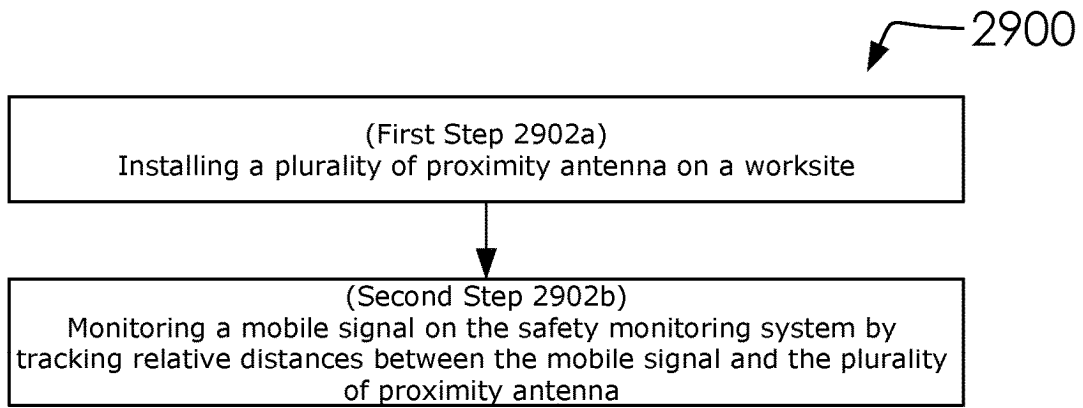 2900
(First Step 2902a)
Installing a plurality of proximity antenna on a worksite
(Second Step 2902b)
Monitoring a mobile signal on the safety monitoring system by
tracking relative distances between the mobile signal and the plurality
of proximity antenna